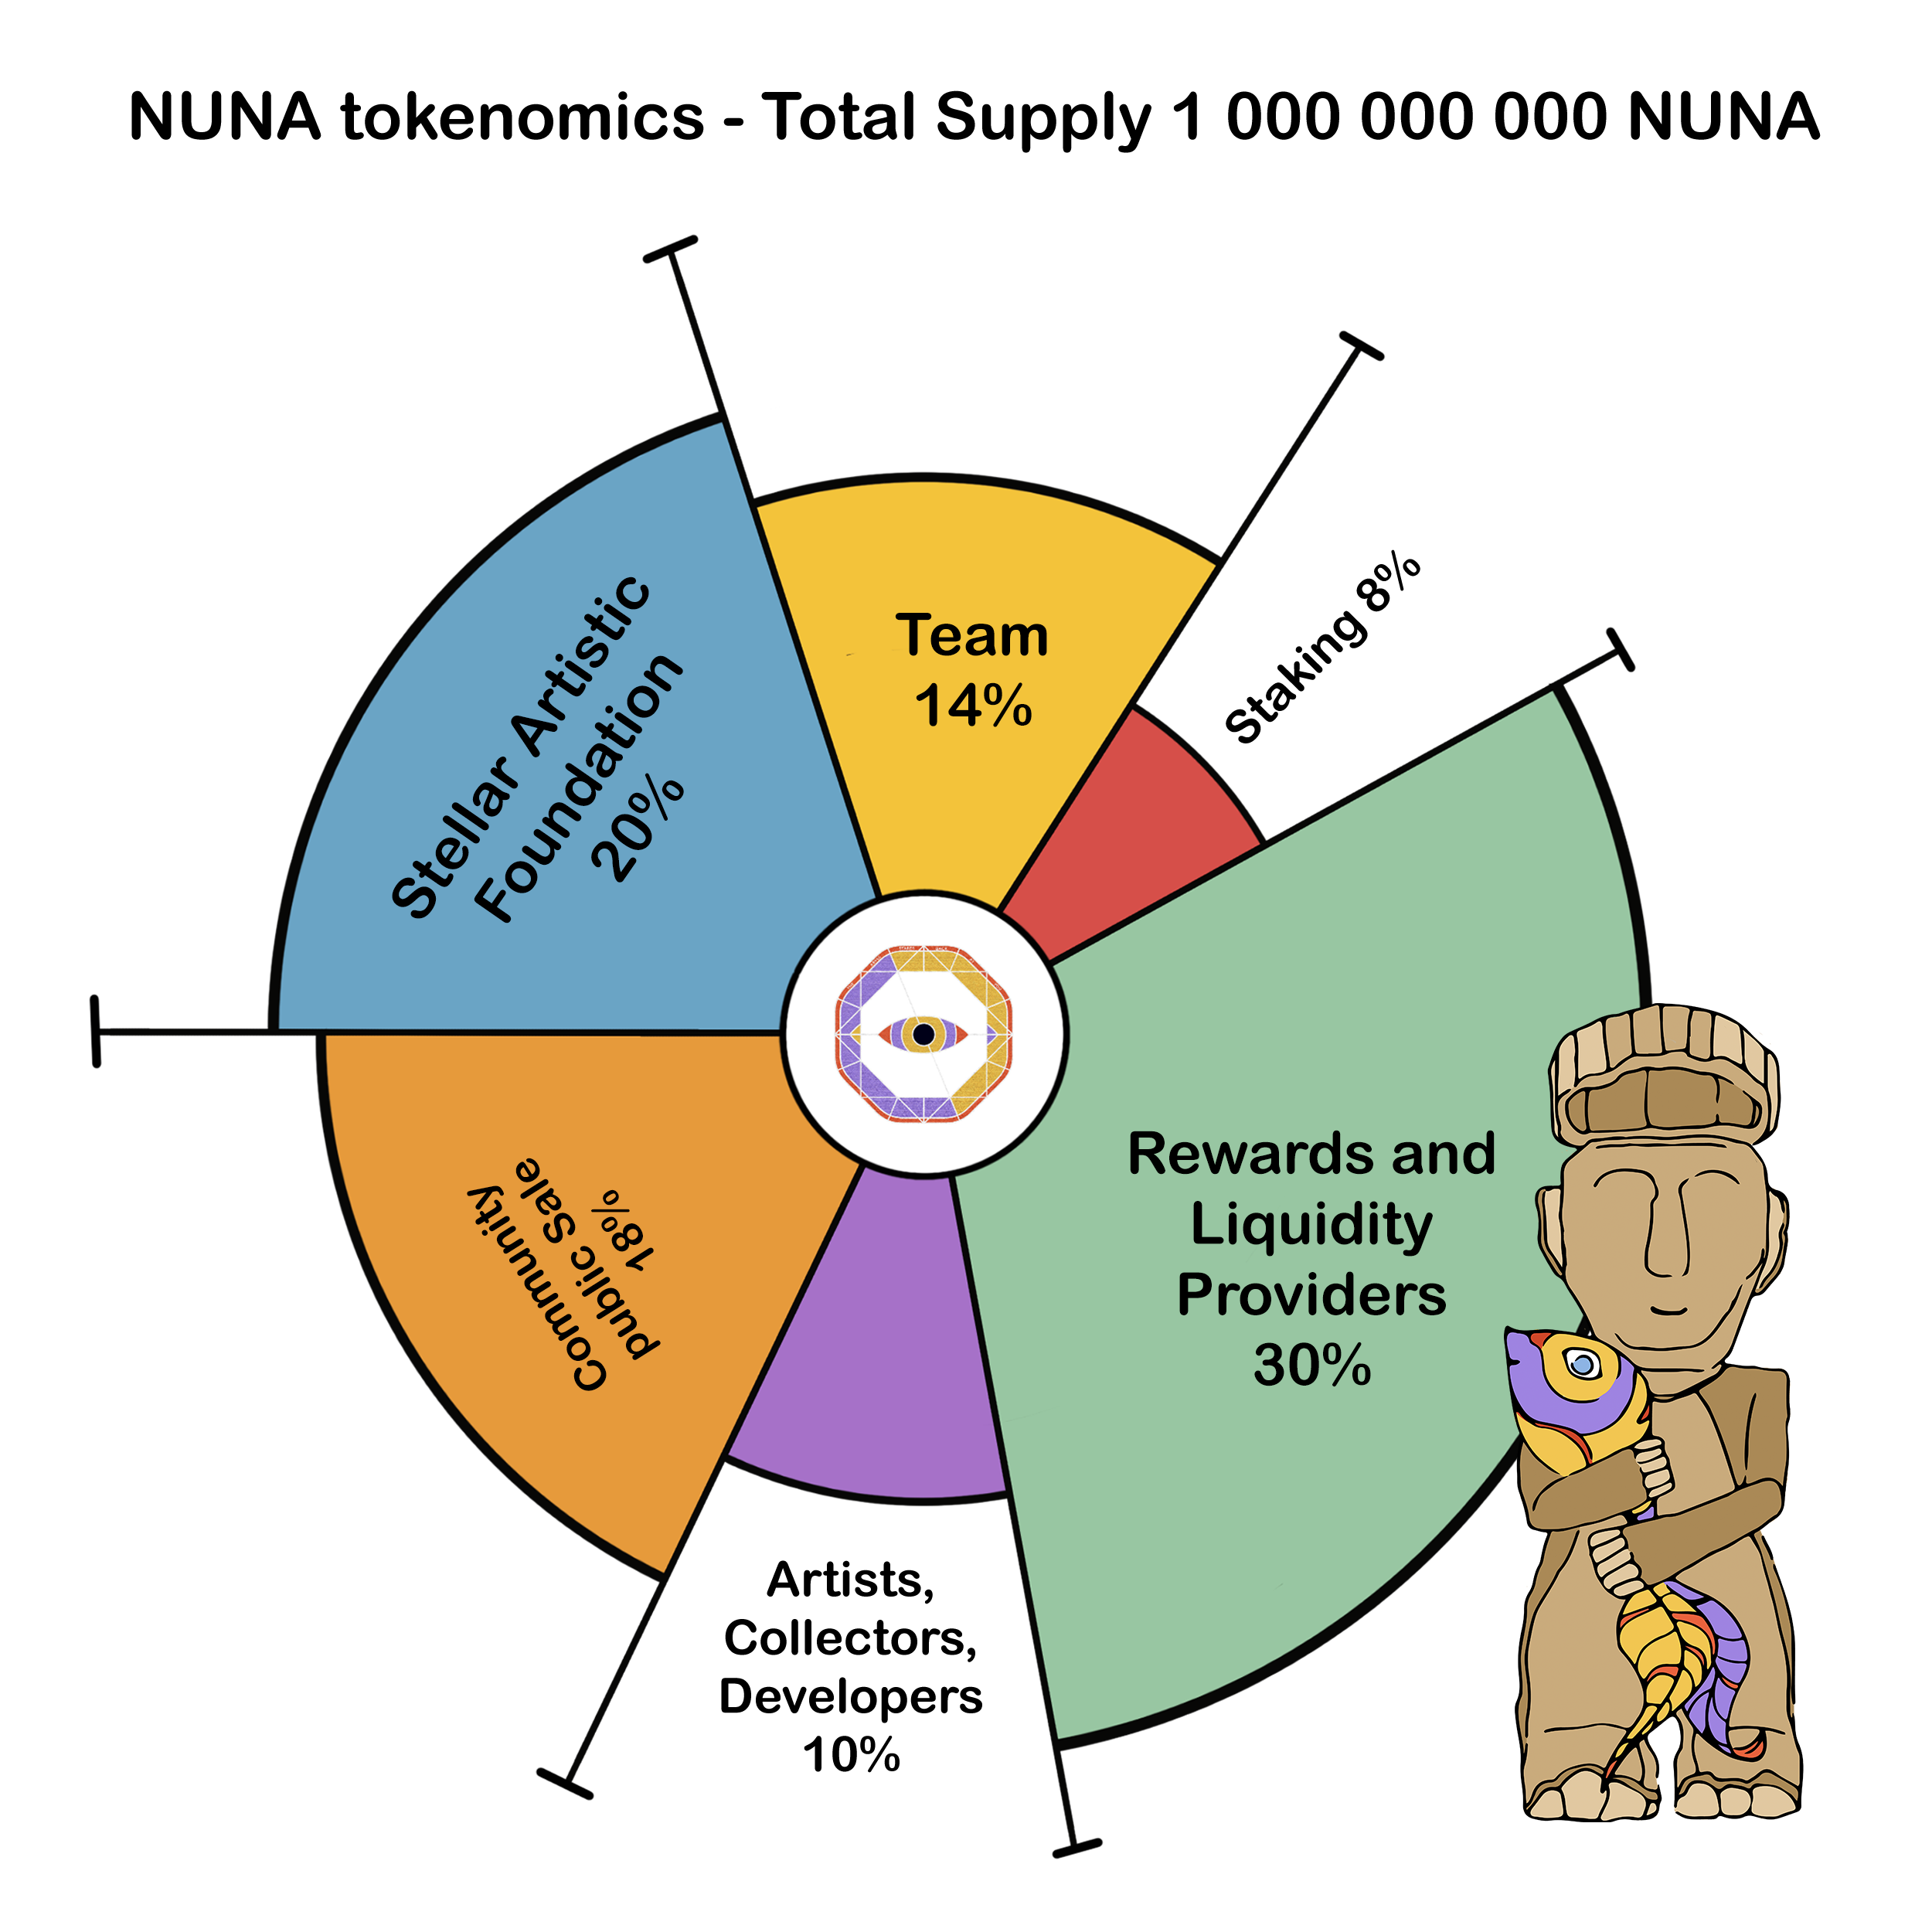 NUNA tokenomics - Total Supply 1 000 000 000 NUNA
Stellar Artistic
Foundation
20%
Team
14%
Staking 8%
Rewards and
Liquidity
Providers
30%
Community
public sale
18%
Artists,
Collectors,
Developers
10%